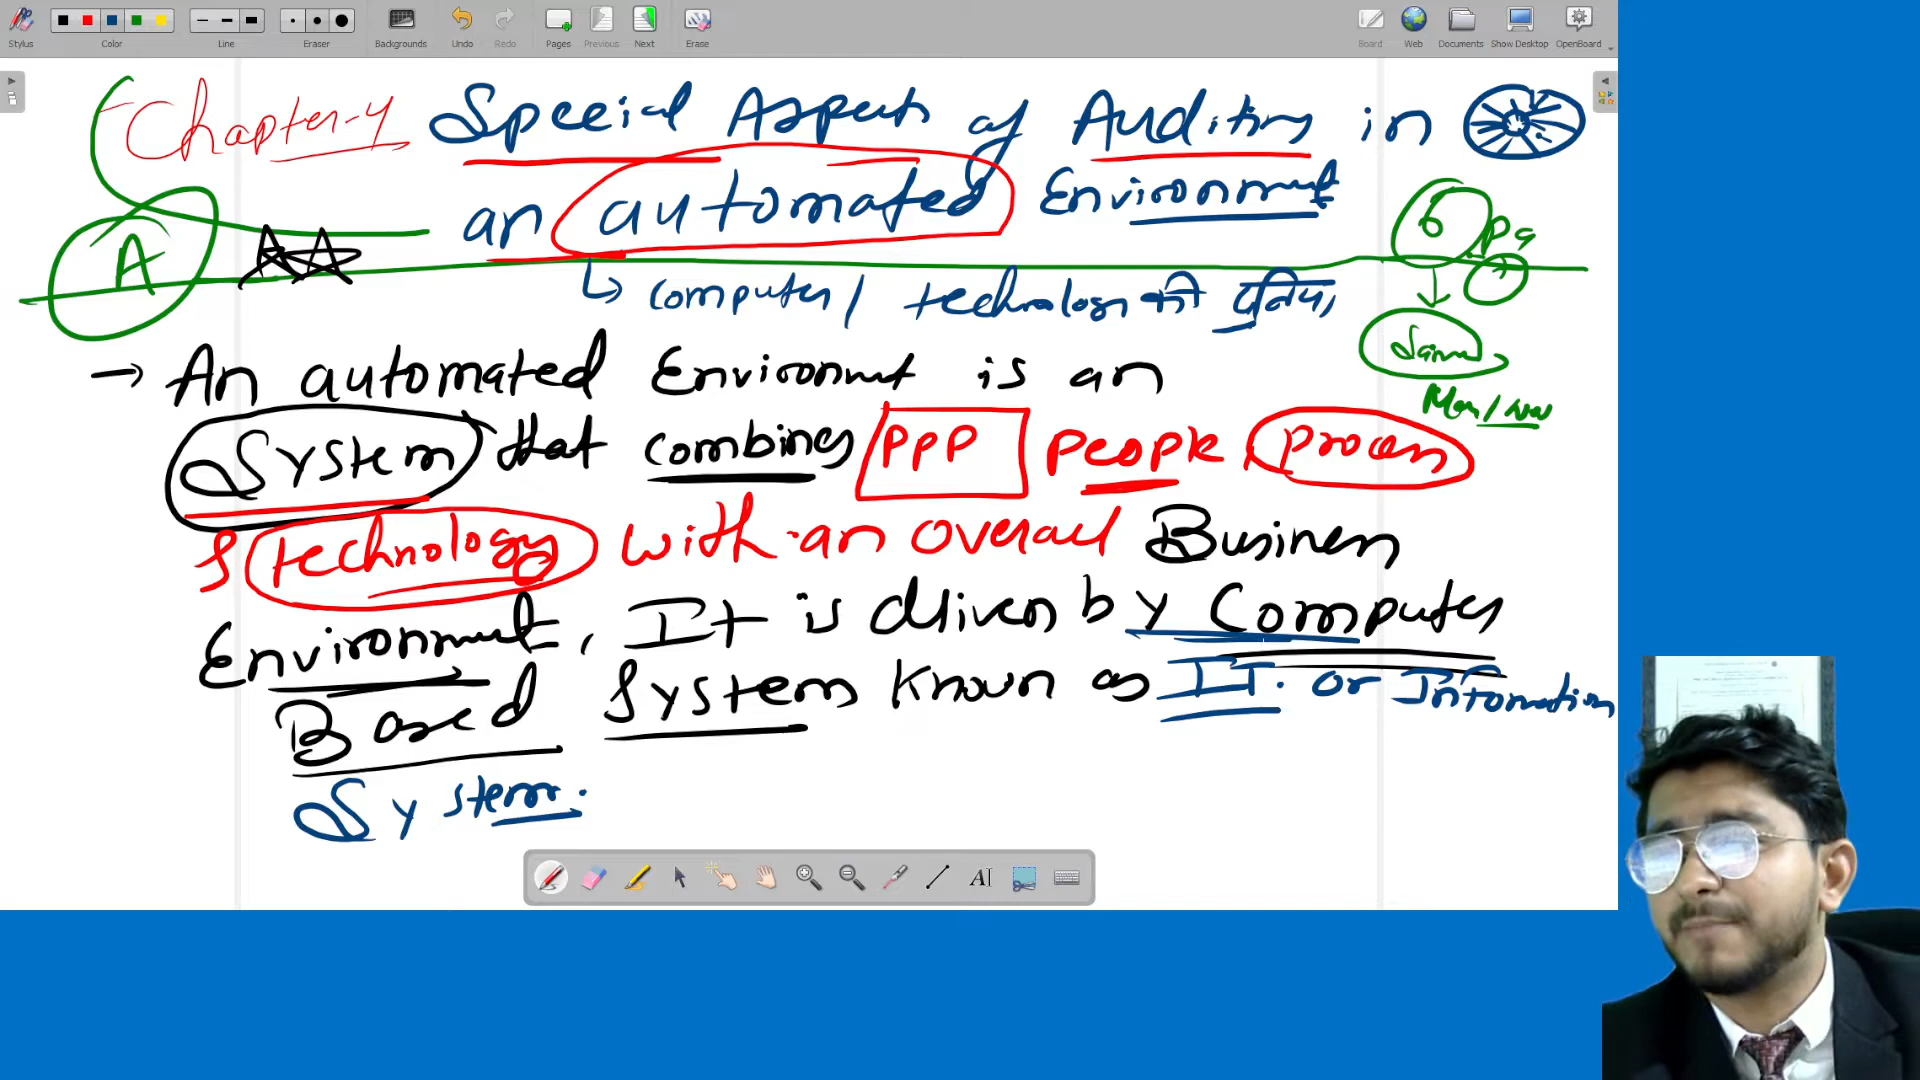 Stylus Color Line Eraser Backgrounds Undo Redo Pages Previous Next Erase Board Web Documents Show Desktop OpenBoard
Chapter-4 Special Aspects of Auditing in
an automated Environment
A
6 Pg
↳ computer / technology की दुनिया
Same
May/Nov
→ An automated Environment is an
System that combines PPP People Process
& technology with an overall Business
Environment, It is driven by Computer
Based System known as IT. or Information
System.